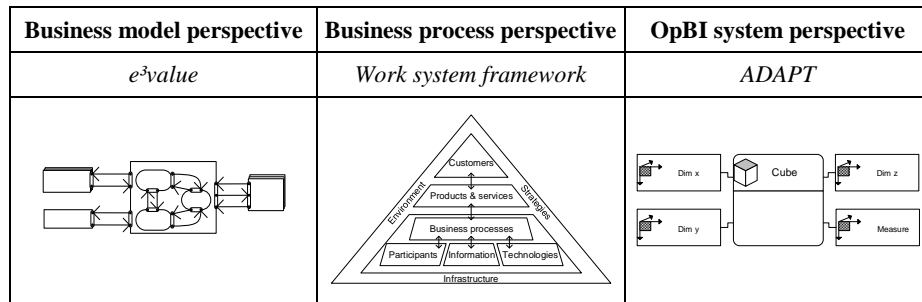 Business model perspective
Business process perspective
OpBI system perspective
e³value
Work system framework
ADAPT
Customers
Environment
Strategies
Products & services
Business processes
Participants
Information
Technologies
Infrastructure
Dim x
Cube
Dim z
Dim y
Measure